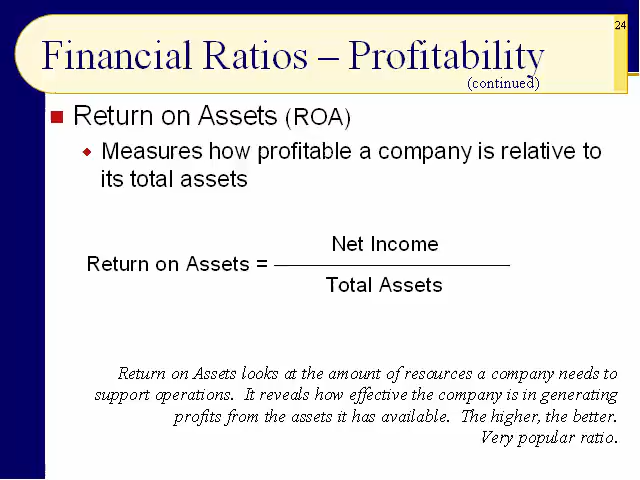 24
Financial Ratios – Profitability
(continued)
Return on Assets (ROA)
Measures how profitable a company is relative to
its total assets
Net Income
Return on Assets =
Total Assets
Return on Assets looks at the amount of resources a company needs to
support operations. It reveals how effective the company is in generating
profits from the assets it has available. The higher, the better.
Very popular ratio.